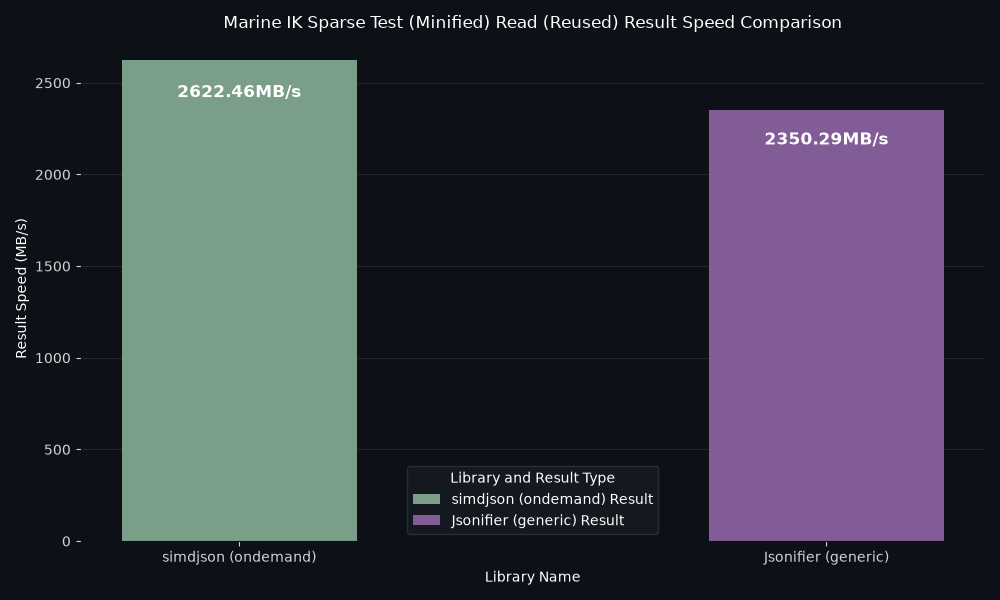 Marine IK Sparse Test (Minified) Read (Reused) Result Speed Comparison
2622.46MB/s
2350.29MB/s
Result Speed (MB/s)
2500
2000
1500
1000
500
0
Library and Result Type
simdjson (ondemand) Result
Jsonifier (generic) Result
simdjson (ondemand)
Jsonifier (generic)
Library Name